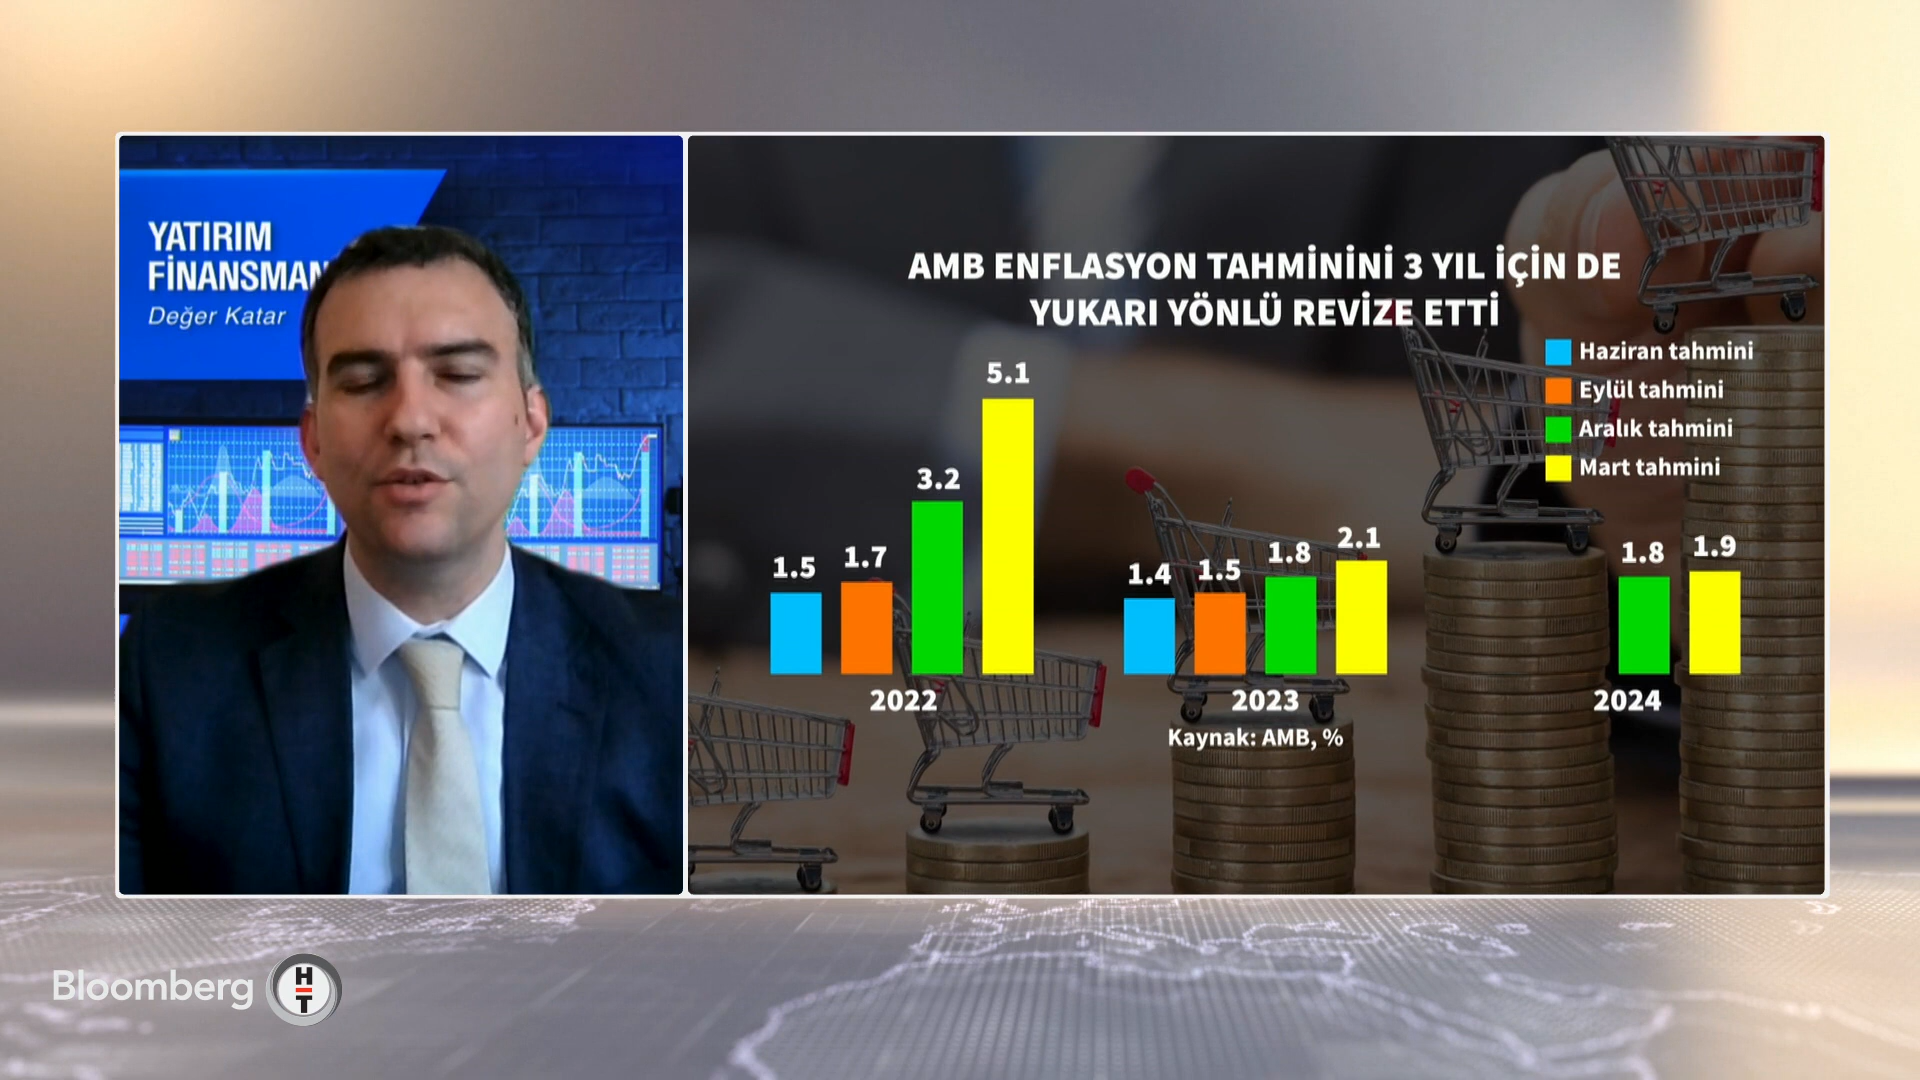 YATIRIM
FİNANSMAN
Değer Katar
AMB ENFLASYON TAHMİNİNİ 3 YIL İÇİN DE
YUKARI YÖNLÜ REVİZE ETTİ
Haziran tahmini
Eylül tahmini
Aralık tahmini
Mart tahmini
1.5
1.7
3.2
5.1
2022
1.4
1.5
1.8
2.1
2023
1.8
1.9
2024
Kaynak: AMB, %
Bloomberg HT